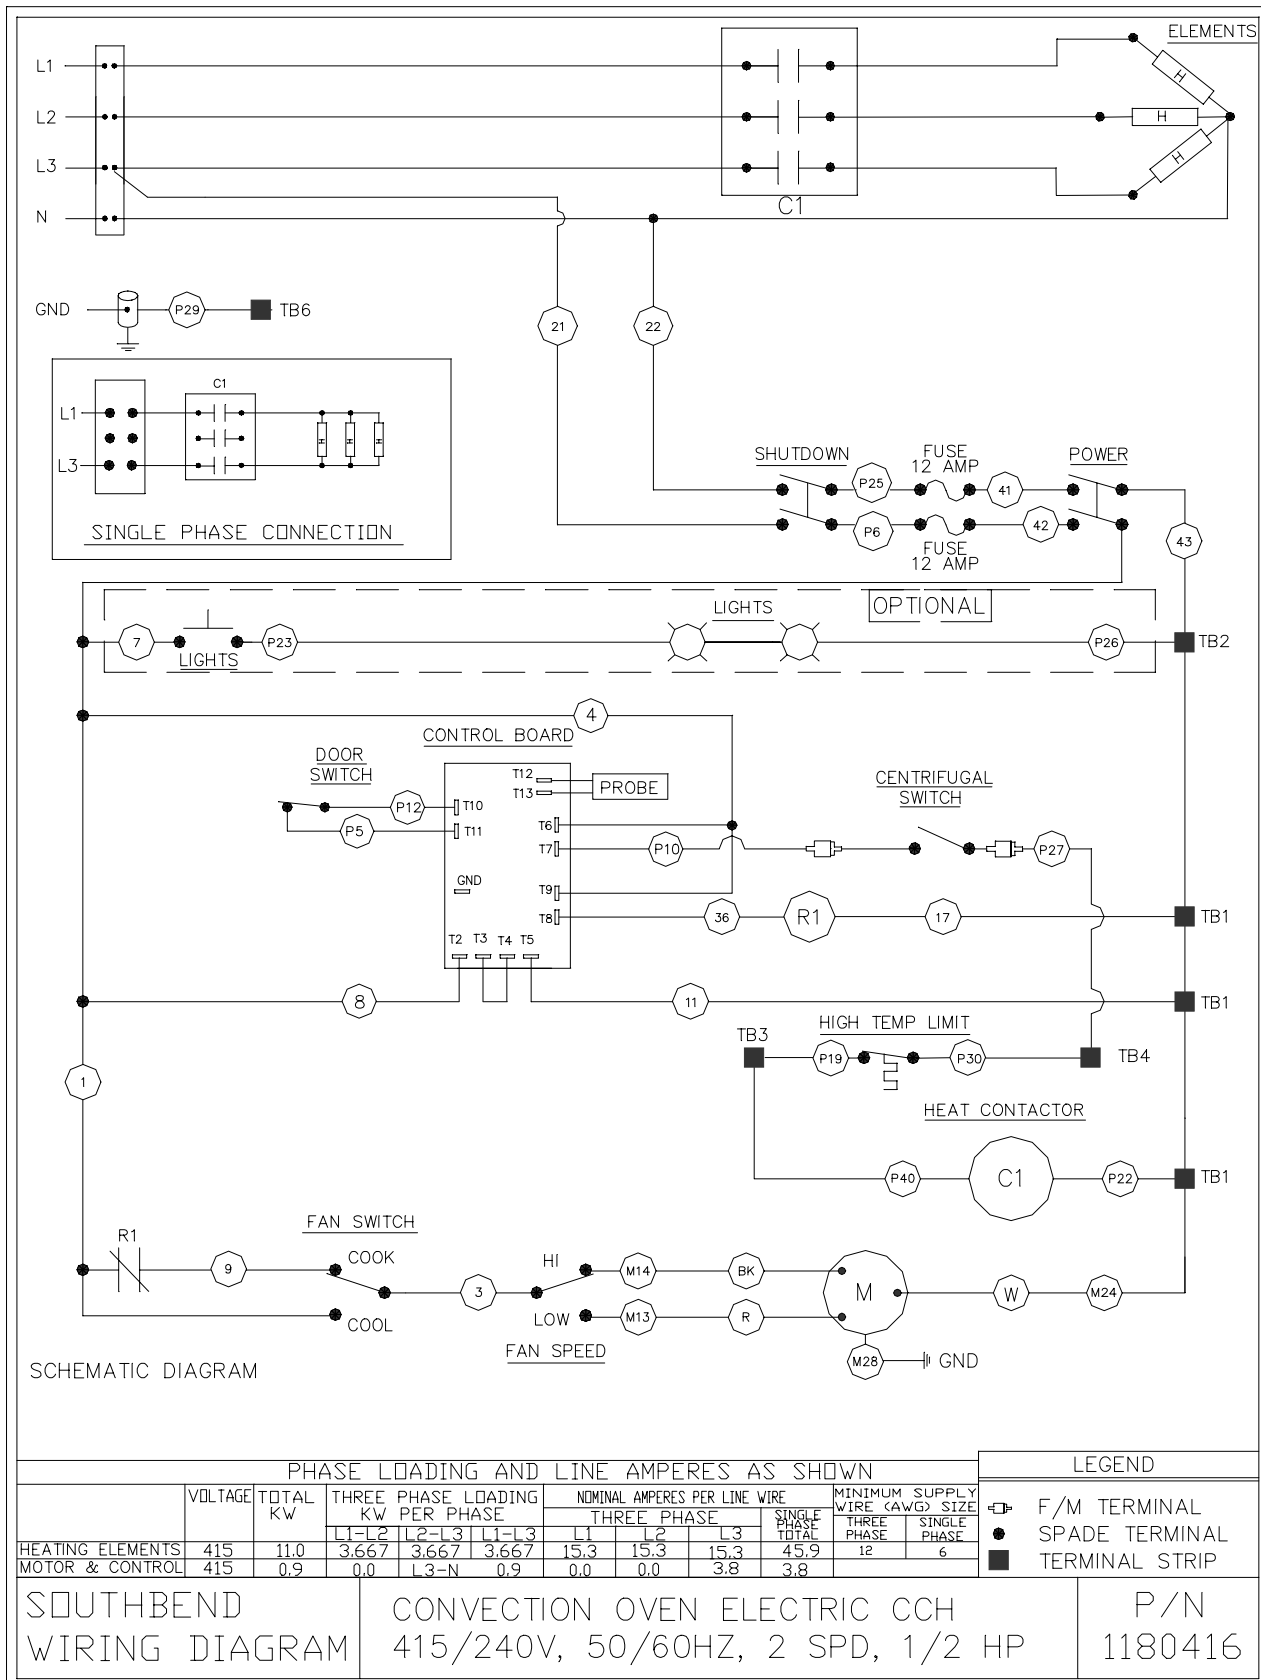 ELEMENTS
L1
H
L2
H
L3
H
N
C1
GND
P29
TB6
21
22
C1
L1
H
H
H
L3
SINGLE PHASE CONNECTION
SHUTDOWN
FUSE
12 AMP
POWER
P25
41
P6
42
FUSE
12 AMP
43
OPTIONAL
LIGHTS
7
P23
P26
TB2
LIGHTS
4
CONTROL BOARD
DOOR
SWITCH
T12
T13
PROBE
CENTRIFUGAL
SWITCH
P12
T10
P5
T11
T6
T7
P10
P27
GND
T9
T8
36
R1
17
TB1
T2
T3
T4
T5
8
11
TB1
HIGH TEMP LIMIT
TB3
P19
P30
TB4
1
HEAT CONTACTOR
P40
C1
P22
TB1
FAN SWITCH
R1
9
COOK
HI
M14
BK
3
M
W
M24
COOL
LOW
M13
R
FAN SPEED
M28
GND
SCHEMATIC DIAGRAM
PHASE LOADING AND LINE AMPERES AS SHOWN
LEGEND
VOLTAGE TOTAL KW THREE PHASE LOADING KW PER PHASE NOMINAL AMPERES PER LINE WIRE MINIMUM SUPPLY WIRE (AWG) SIZE
THREE PHASE SINGLE PHASE TOTAL THREE PHASE SINGLE PHASE
L1-L2 L2-L3 L1-L3 L1 L2 L3
HEATING ELEMENTS 415 11.0 3.667 3.667 3.667 15.3 15.3 15.3 45.9 12 6
MOTOR & CONTROL 415 0.9 0.0 L3-N 0.9 0.0 0.0 3.8 3.8
F/M TERMINAL
SPADE TERMINAL
TERMINAL STRIP
SOUTHBEND
WIRING DIAGRAM
CONVECTION OVEN ELECTRIC CCH
415/240V, 50/60HZ, 2 SPD, 1/2 HP
P/N
1180416